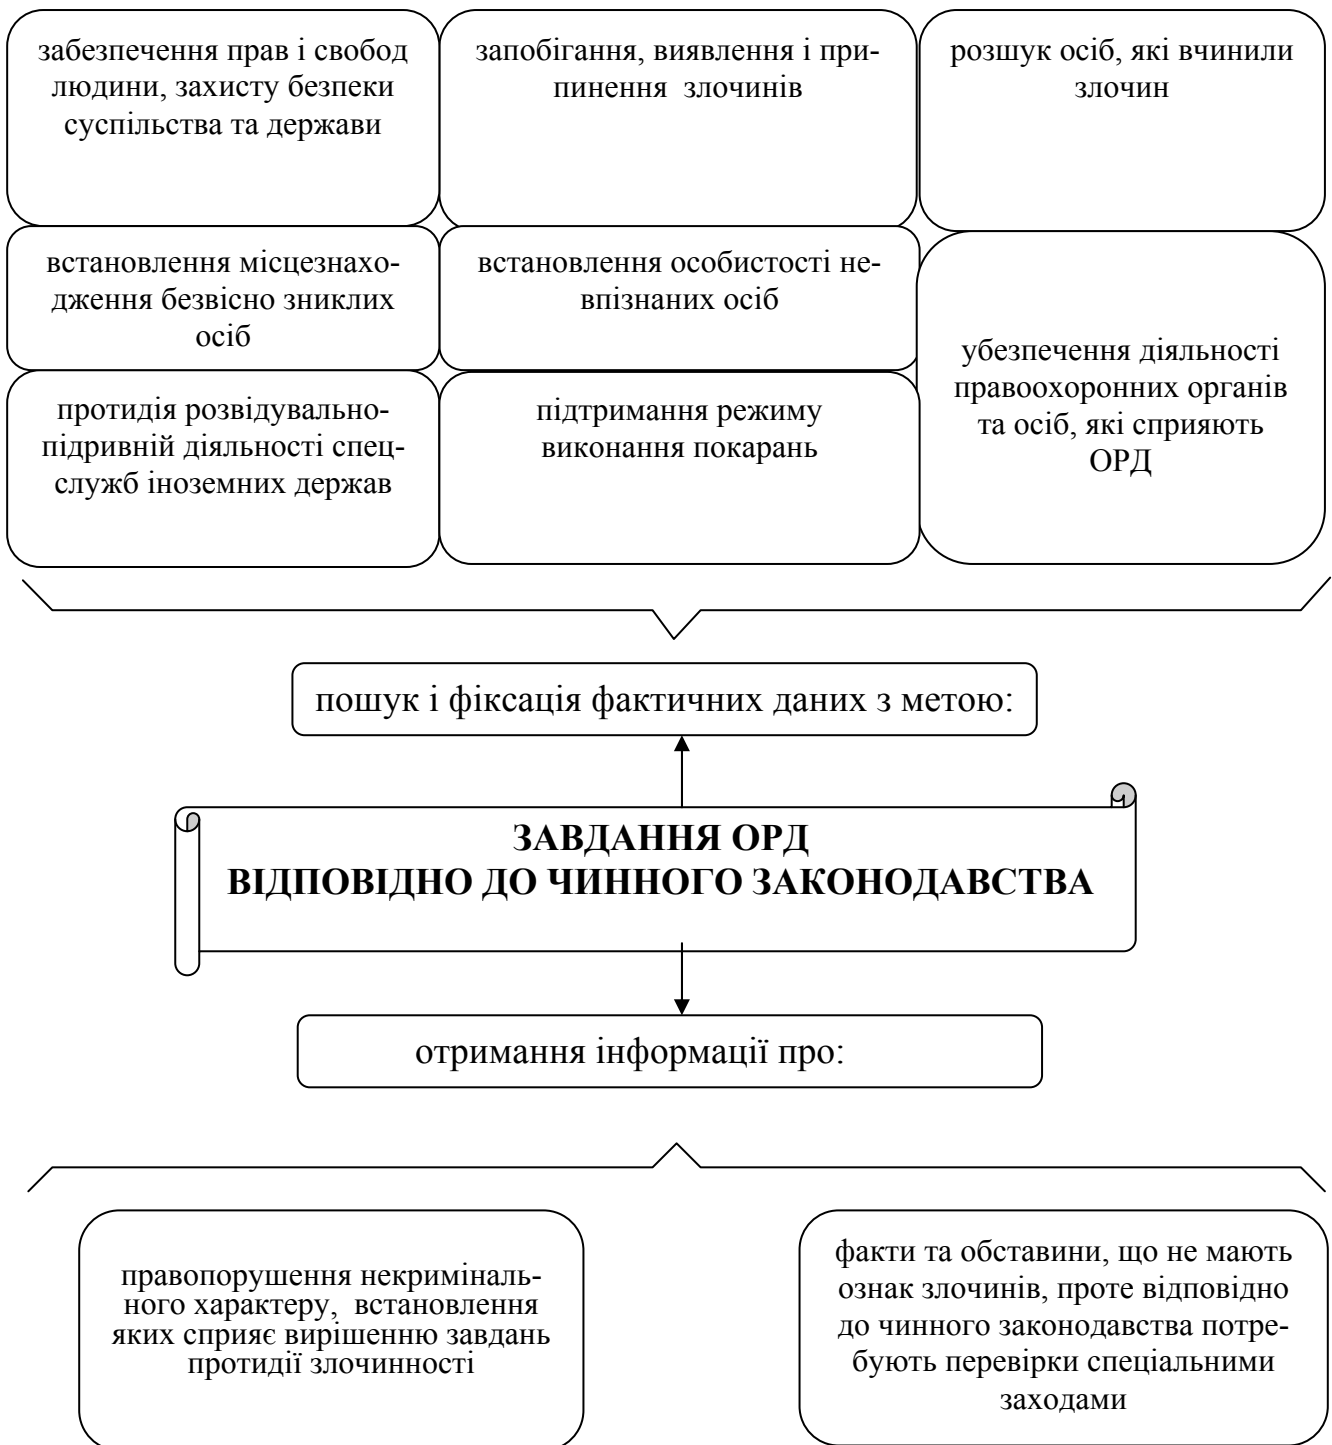 забезпечення прав і свобод
людини, захисту безпеки
суспільства та держави
запобігання, виявлення і при-
пинення злочинів
розшук осіб, які вчинили
злочин
встановлення місцезнахо-
дження безвісно зниклих
осіб
встановлення особистості не-
впізнаних осіб
убезпечення діяльності
правоохоронних органів
та осіб, які сприяють
ОРД
протидія розвідувально-
підривній діяльності спец-
служб іноземних держав
підтримання режиму
виконання покарань
пошук і фіксація фактичних даних з метою:
ЗАВДАННЯ ОРД
ВІДПОВІДНО ДО ЧИННОГО ЗАКОНОДАВСТВА
отримання інформації про:
правопорушення некриміналь-
ного характеру, встановлення
яких сприяє вирішенню завдань
протидії злочинності
факти та обставини, що не мають
ознак злочинів, проте відповідно
до чинного законодавства потре-
бують перевірки спеціальними
заходами